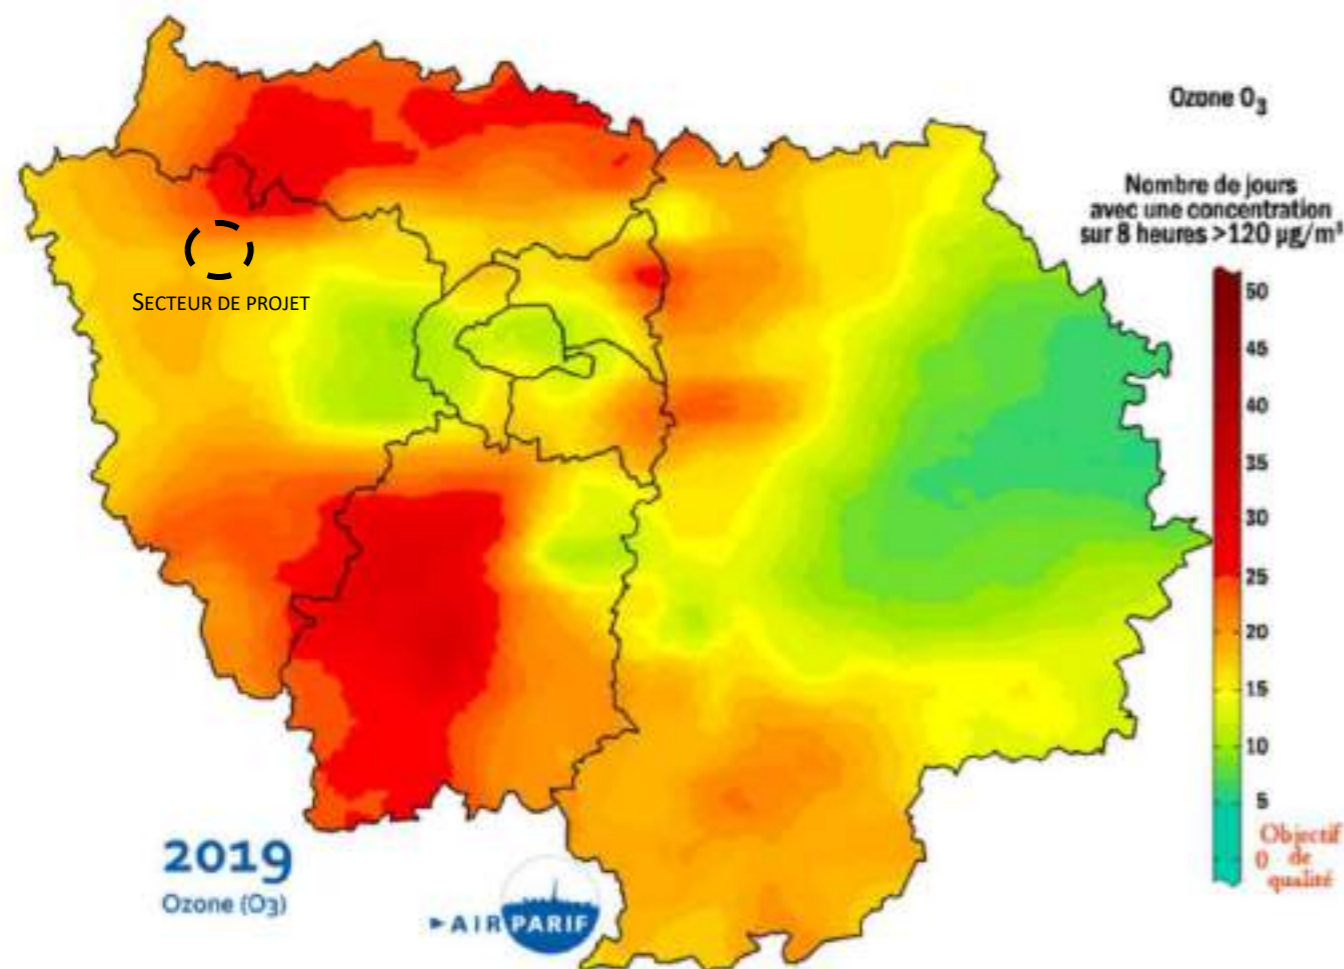 Ozone O3
Nombre de jours
avec une concentration
sur 8 heures >120 µg/m³
50
45
40
35
30
25
20
15
10
5
0
Objectif
de
qualité
SECTEUR DE PROJET
2019
Ozone (O3)
AIRPARIF